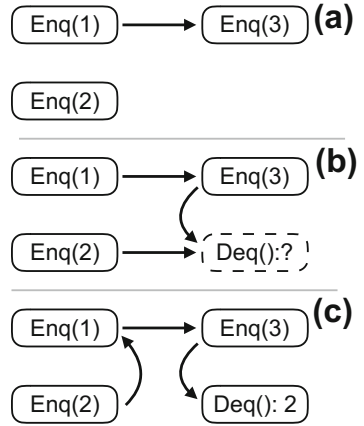 Enq(1) Enq(3) (a)
Enq(2)
Enq(1) Enq(3) (b)
Enq(2) Deq():?
Enq(1) Enq(3) (c)
Enq(2) Deq(): 2